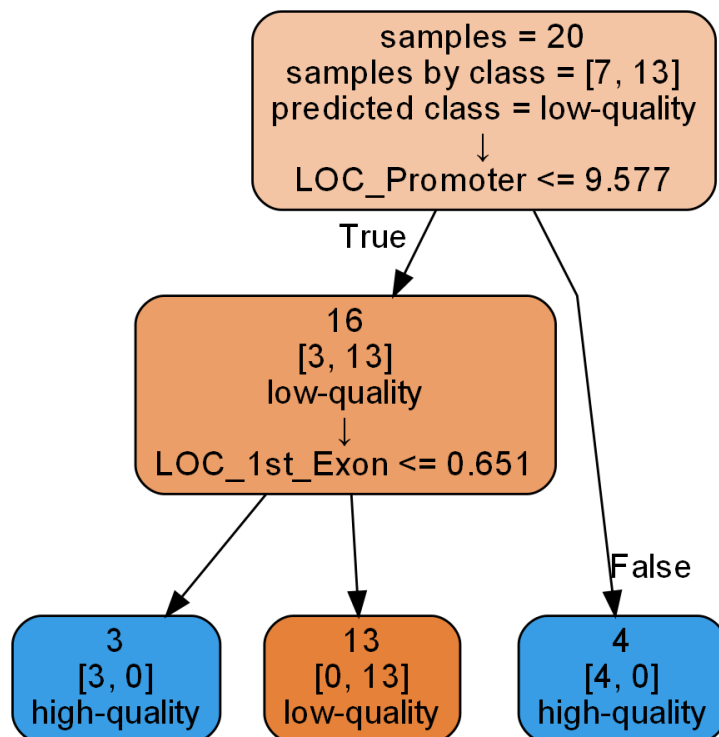 samples = 20
samples by class = [7, 13]
predicted class = low-quality
↓
LOC_Promoter <= 9.577
True
16
[3, 13]
low-quality
↓
LOC_1st_Exon <= 0.651
False
3
[3, 0]
high-quality
13
[0, 13]
low-quality
4
[4, 0]
high-quality